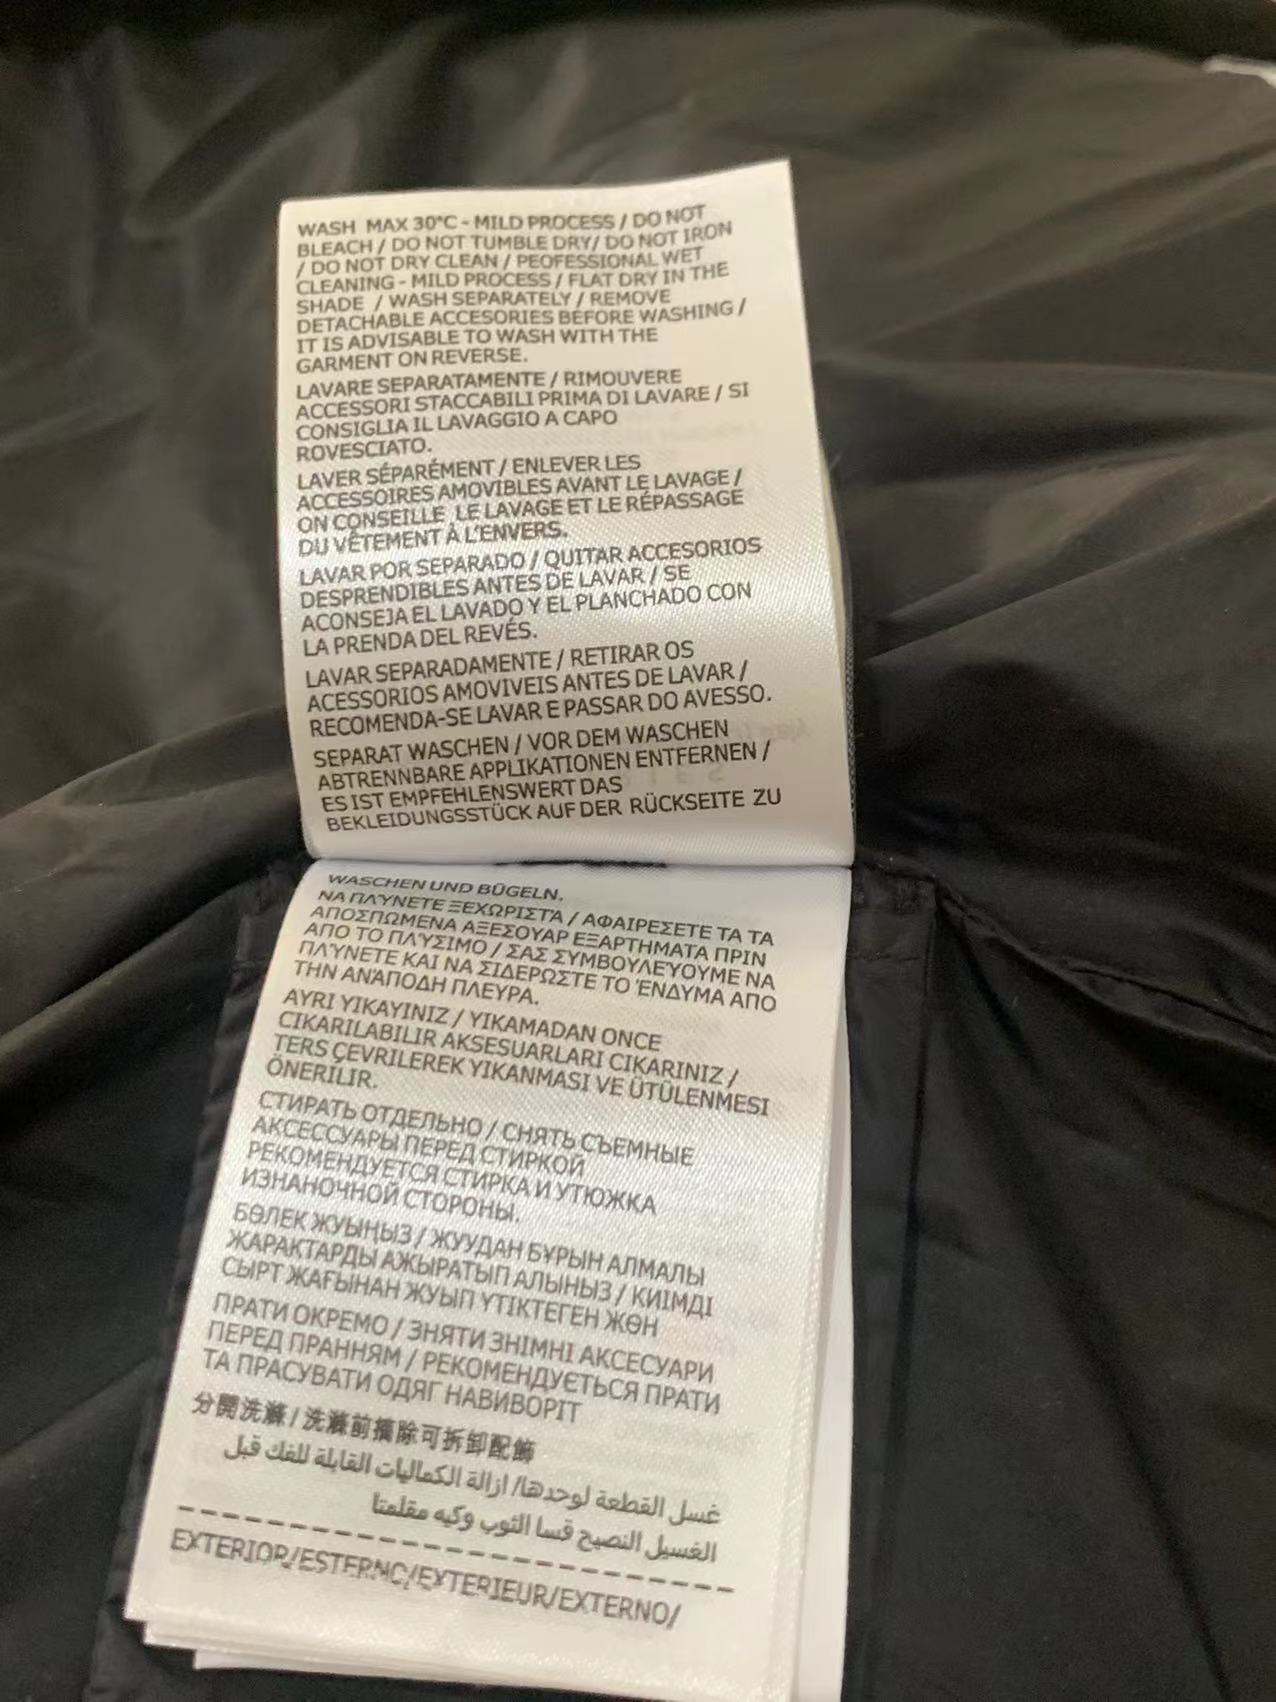 WASH MAX 30°C - MILD PROCESS / DO NOT
BLEACH / DO NOT TUMBLE DRY/ DO NOT IRON
/ DO NOT DRY CLEAN / PEOFESSIONAL WET
CLEANING - MILD PROCESS / FLAT DRY IN THE
SHADE / WASH SEPARATELY / REMOVE
DETACHABLE ACCESORIES BEFORE WASHING /
IT IS ADVISABLE TO WASH WITH THE
GARMENT ON REVERSE.
LAVARE SEPARATAMENTE / RIMOUVERE
ACCESSORI STACCABILI PRIMA DI LAVARE / SI
CONSIGLIA IL LAVAGGIO A CAPO
ROVESCIATO.
LAVER SÉPARÉMENT / ENLEVER LES
ACCESSOIRES AMOVIBLES AVANT LE LAVAGE /
ON CONSEILLE LE LAVAGE ET LE RÉPASSAGE
DU VÊTEMENT À L'ENVERS.
LAVAR POR SEPARADO / QUITAR ACCESORIOS
DESPRENDIBLES ANTES DE LAVAR / SE
ACONSEJA EL LAVADO Y EL PLANCHADO CON
LA PRENDA DEL REVÉS.
LAVAR SEPARADAMENTE / RETIRAR OS
ACESSORIOS AMOVIVEIS ANTES DE LAVAR /
RECOMENDA-SE LAVAR E PASSAR DO AVESSO.
SEPARAT WASCHEN / VOR DEM WASCHEN
ABTRENNBARE APPLIKATIONEN ENTFERNEN /
ES IST EMPFEHLENSWERT DAS
BEKLEIDUNGSSTÜCK AUF DER RÜCKSEITE ZU
WASCHEN UND BÜGELN.
ΝΑ ΠΛΎΝΕΤΕ ΞΕΧΩΡΙΣΤΆ / ΑΦΑΙΡΕΣΕΤΕ ΤΑ ΤΑ
ΑΠΟΣΠΩΜΕΝΑ ΑΞΕΣΟΥΑΡ ΕΞΑΡΤΗΜΑΤΑ ΠΡΙΝ
ΑΠΟ ΤΟ ΠΛΎΣΙΜΟ / ΣΑΣ ΣΥΜΒΟΥΛΕΎΟΥΜΕ ΝΑ
ΠΛΎΝΕΤΕ ΚΑΙ ΝΑ ΣΙΔΕΡΩΣΤΕ ΤΟ ΈΝΔΥΜΑ ΑΠΟ
ΤΗΝ ΑΝΆΠΟΔΗ ΠΛΕΥΡΑ.
AYRI YIKAYINIZ / YIKAMADAN ONCE
CIKARILABILIR AKSESUARLARI CIKARINIZ /
TERS ÇEVRILEREK YIKANMASI VE ÜTÜLENMESI
ÖNERILIR.
СТИРАТЬ ОТДЕЛЬНО / СНЯТЬ СЪЕМНЫЕ
АКСЕССУАРЫ ПЕРЕД СТИРКОЙ
РЕКОМЕНДУЕТСЯ СТИРКА И УТЮЖКА
ИЗНАНОЧНОЙ СТОРОНЫ.
БӨЛЕК ЖУЫҢЫЗ / ЖУУДАН БҰРЫН АЛМАЛЫ
ЖАРАКТАРДЫ АЖЫРАТЫП АЛЫНЫЗ / КИІМДІ
СЫРТ ЖАҒЫНАН ЖУЫП ҮТІКТЕГЕН ЖӨН
ПРАТИ ОКРЕМО / ЗНЯТИ ЗНІМНІ АКСЕСУАРИ
ПЕРЕД ПРАННЯМ / РЕКОМЕНДУЄТЬСЯ ПРАТИ
ТА ПРАСУВАТИ ОДЯГ НАВИВОРІТ
分開洗滌 / 洗滌前摘除可拆卸配飾
غسل القطعة لوحدها/ ازالة الكماليات القابلة للفك قبل
الغسيل النصيح قسا الثوب وكيه مقلمتا
EXTERIOR/ESTERNO/EXTERIEUR/EXTERNO/